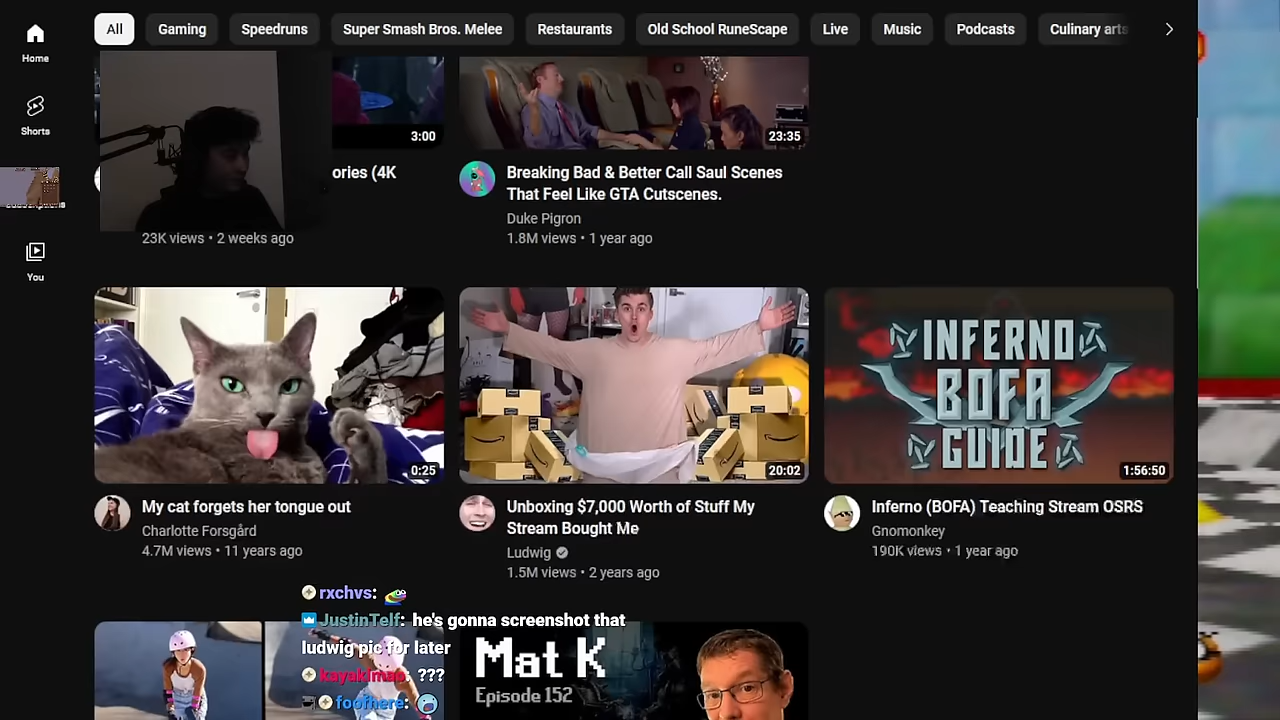 All
Gaming
Speedruns
Super Smash Bros. Melee
Restaurants
Old School RuneScape
Live
Music
Podcasts
Culinary arts
Home
Shorts
You
3:00
ories (4K
23K views • 2 weeks ago
23:35
Breaking Bad & Better Call Saul Scenes
That Feel Like GTA Cutscenes.
Duke Pigron
1.8M views • 1 year ago
0:25
My cat forgets her tongue out
Charlotte Forsgård
4.7M views • 11 years ago
20:02
Unboxing $7,000 Worth of Stuff My
Stream Bought Me
Ludwig
1.5M views • 2 years ago
INFERNO
BOFA
GUIDE
1:56:50
Inferno (BOFA) Teaching Stream OSRS
Gnomonkey
190K views • 1 year ago
rxchvs:
JustinTelf: he's gonna screenshot that
ludwig pic for later
kayaklmao: ???
foofhere:
Mat K
Episode 152